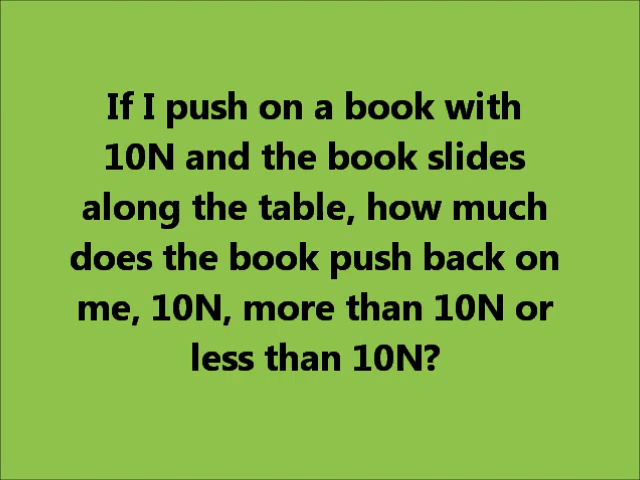 If I push on a book with
10N and the book slides
along the table, how much
does the book push back on
me, 10N, more than 10N or
less than 10N?